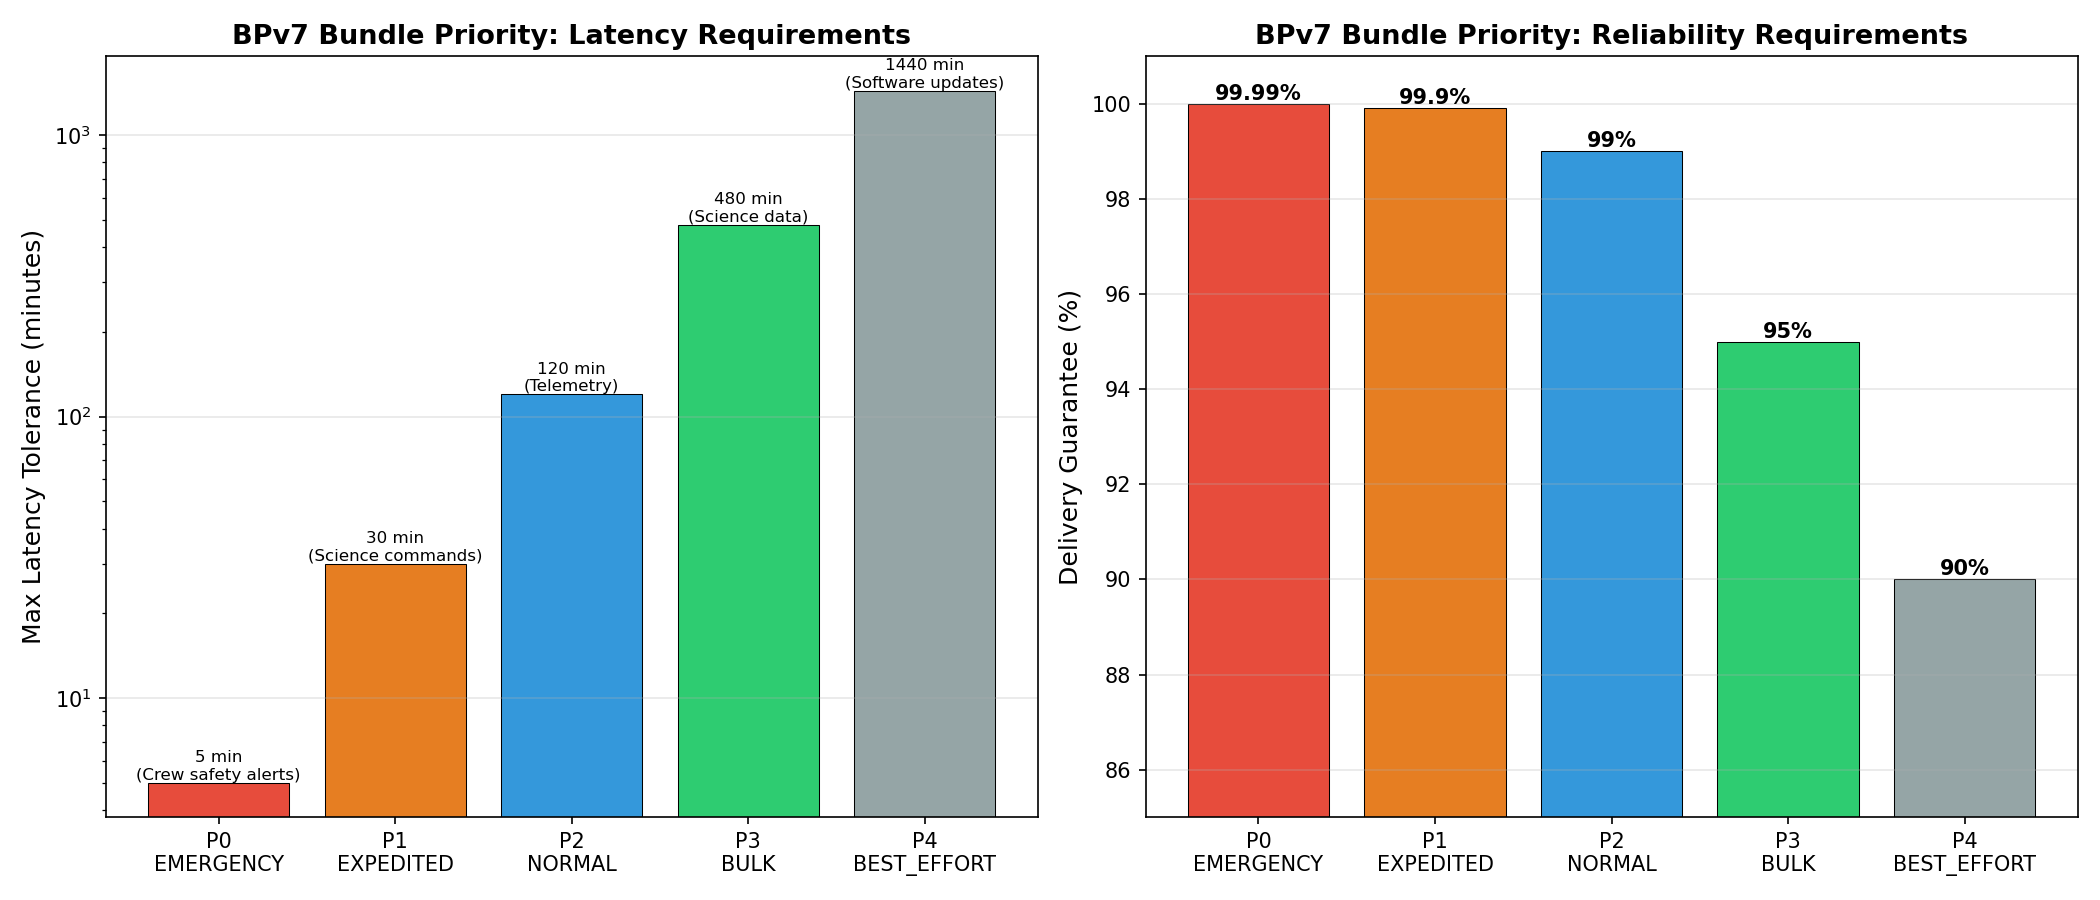 BPv7 Bundle Priority: Latency Requirements
Max Latency Tolerance (minutes)
10³
10²
10¹
1440 min
(Software updates)
480 min
(Science data)
120 min
(Telemetry)
30 min
(Science commands)
5 min
(Crew safety alerts)
P0
EMERGENCY
P1
EXPEDITED
P2
NORMAL
P3
BULK
P4
BEST_EFFORT
BPv7 Bundle Priority: Reliability Requirements
Delivery Guarantee (%)
100
98
96
94
92
90
88
86
99.99%
99.9%
99%
95%
90%
P0
EMERGENCY
P1
EXPEDITED
P2
NORMAL
P3
BULK
P4
BEST_EFFORT